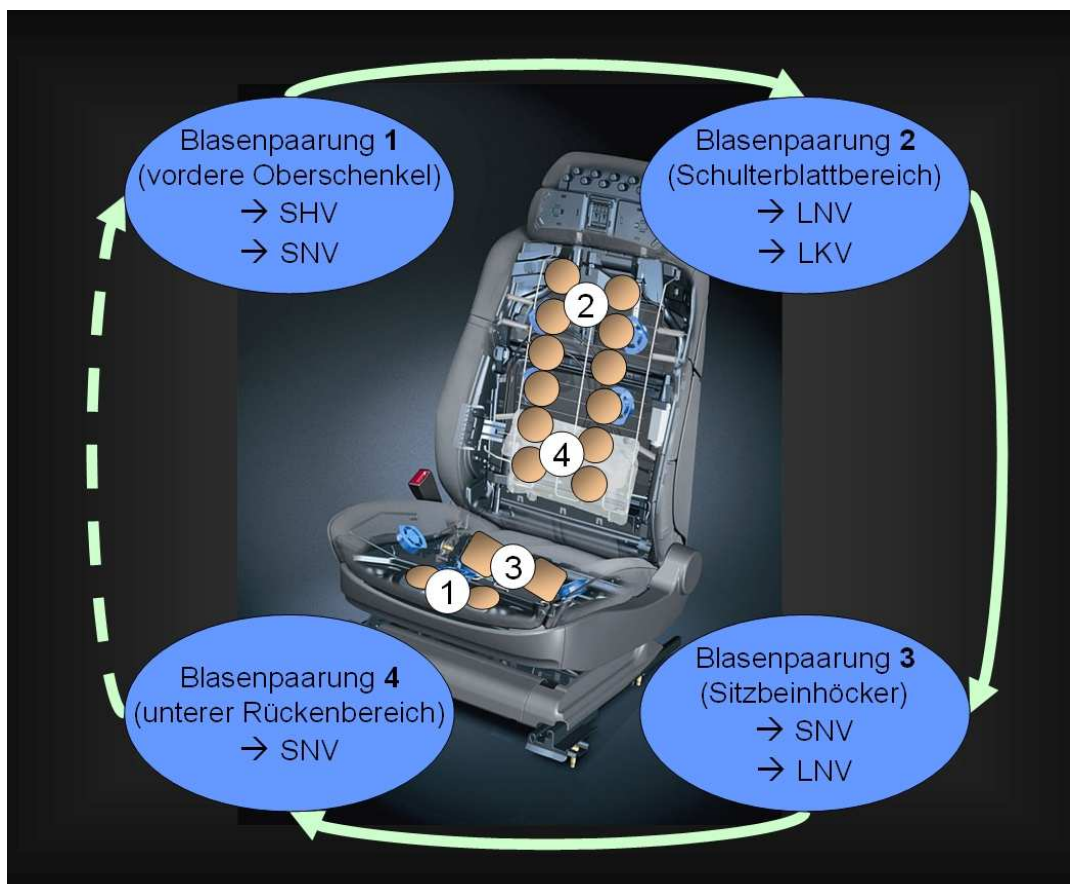 Blasenpaarung 1
(vordere Oberschenkel)
→ SHV
→ SNV
Blasenpaarung 2
(Schulterblattbereich)
→ LNV
→ LKV
2
4
3
1
Blasenpaarung 4
(unterer Rückenbereich)
→ SNV
Blasenpaarung 3
(Sitzbeinhöcker)
→ SNV
→ LNV